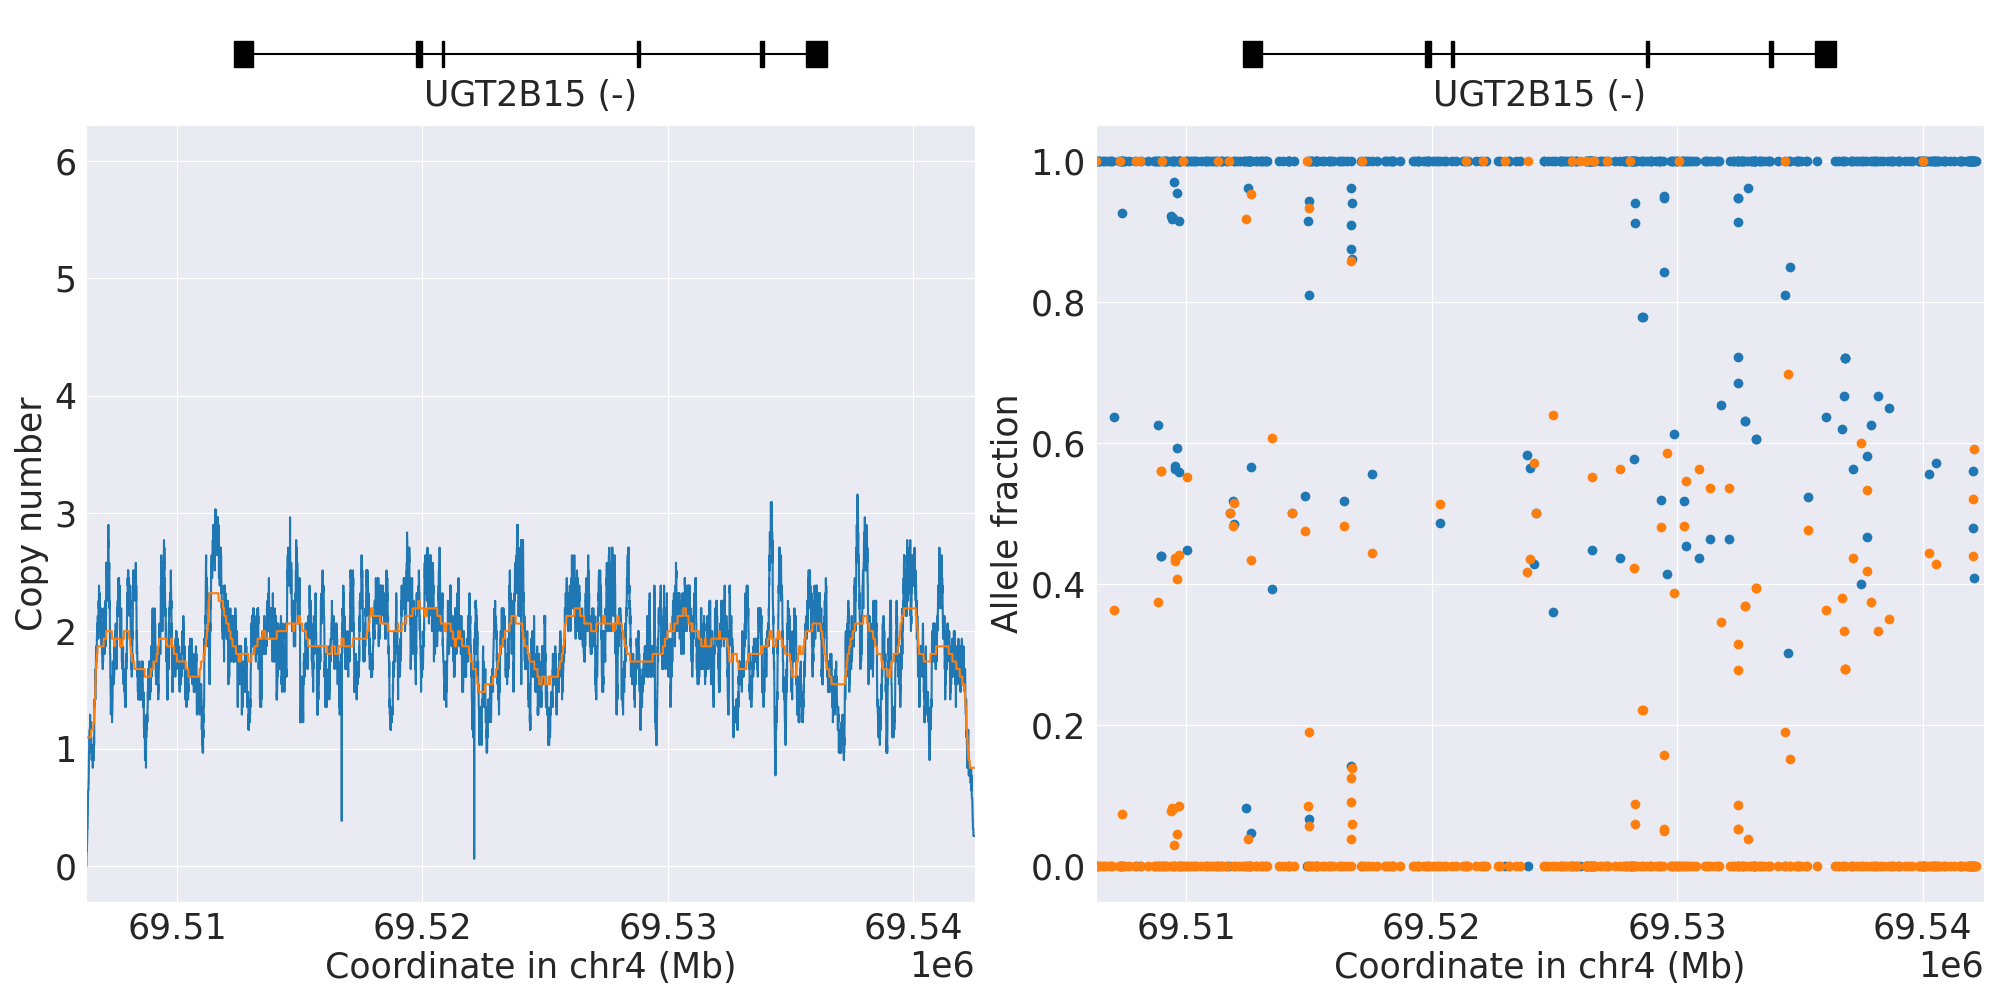 UGT2B15 (-)
UGT2B15 (-)
Copy number
6
5
4
3
2
1
0
69.51
69.52
69.53
69.54
Coordinate in chr4 (Mb)
1e6
Allele fraction
1.0
0.8
0.6
0.4
0.2
0.0
69.51
69.52
69.53
69.54
Coordinate in chr4 (Mb)
1e6